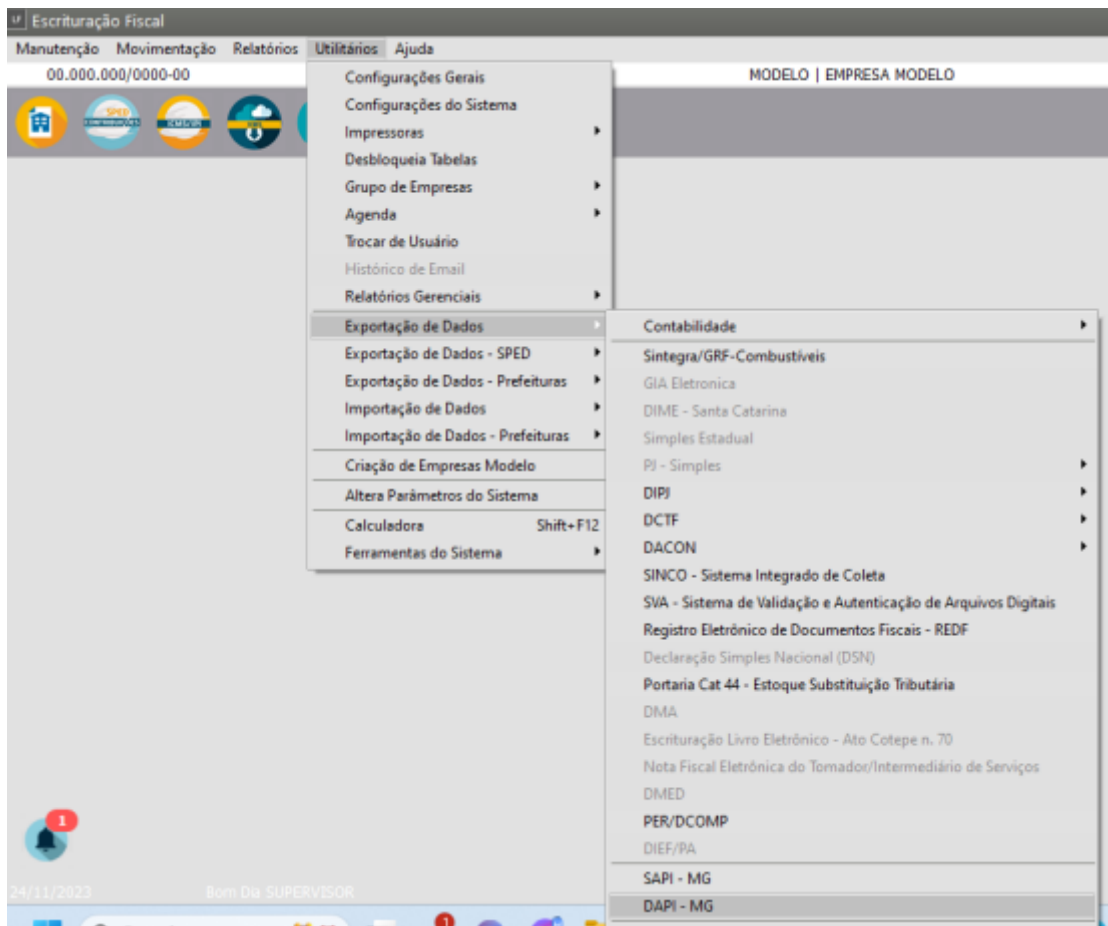 LF Escrituração Fiscal
Manutenção Movimentação Relatórios Utilitários Ajuda
00.000.000/0000-00 MODELO | EMPRESA MODELO
SPED
CONTRIBUIÇÕES
ICMS/IPI
Configurações Gerais
Configurações do Sistema
Impressoras
Desbloqueia Tabelas
Grupo de Empresas
Agenda
Trocar de Usuário
Histórico de Email
Relatórios Gerenciais
Exportação de Dados
Exportação de Dados - SPED
Exportação de Dados - Prefeituras
Importação de Dados
Importação de Dados - Prefeituras
Criação de Empresas Modelo
Altera Parâmetros do Sistema
Calculadora Shift+F12
Ferramentas do Sistema
Contabilidade
Sintegra/GRF-Combustíveis
GIA Eletronica
DIME - Santa Catarina
Simples Estadual
PJ - Simples
DIPJ
DCTF
DACON
SINCO - Sistema Integrado de Coleta
SVA - Sistema de Validação e Autenticação de Arquivos Digitais
Registro Eletrônico de Documentos Fiscais - REDF
Declaração Simples Nacional (DSN)
Portaria Cat 44 - Estoque Substituição Tributária
DMA
Escrituração Livro Eletrônico - Ato Cotepe n. 70
Nota Fiscal Eletrônica do Tomador/Intermediário de Serviços
DMED
PER/DCOMP
DIEF/PA
SAPI - MG
DAPI - MG
1
24/11/2023 Bom Dia SUPERVISOR
1